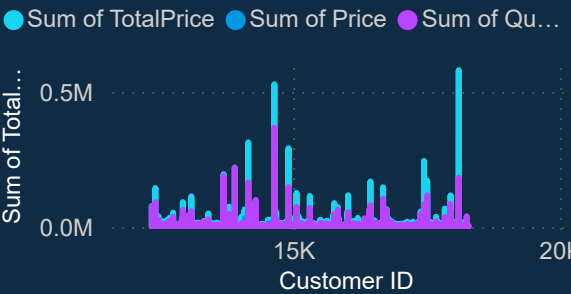 Sum of TotalPrice Sum of Price Sum of Qu...
Sum of Total...
0.5M
0.0M
15K 20K
Customer ID